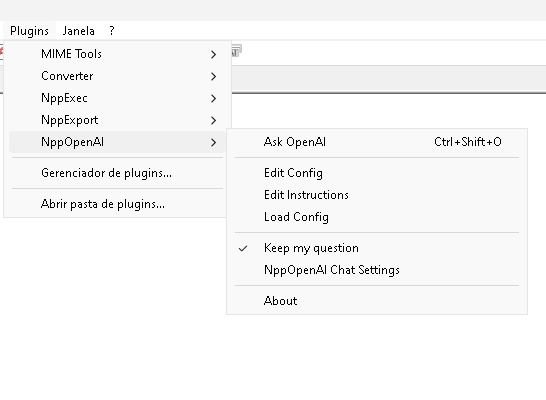 Plugins Janela ?
MIME Tools
Converter
NppExec
NppExport
NppOpenAI
Gerenciador de plugins...
Abrir pasta de plugins...
Ask OpenAI Ctrl+Shift+O
Edit Config
Edit Instructions
Load Config
Keep my question
NppOpenAI Chat Settings
About